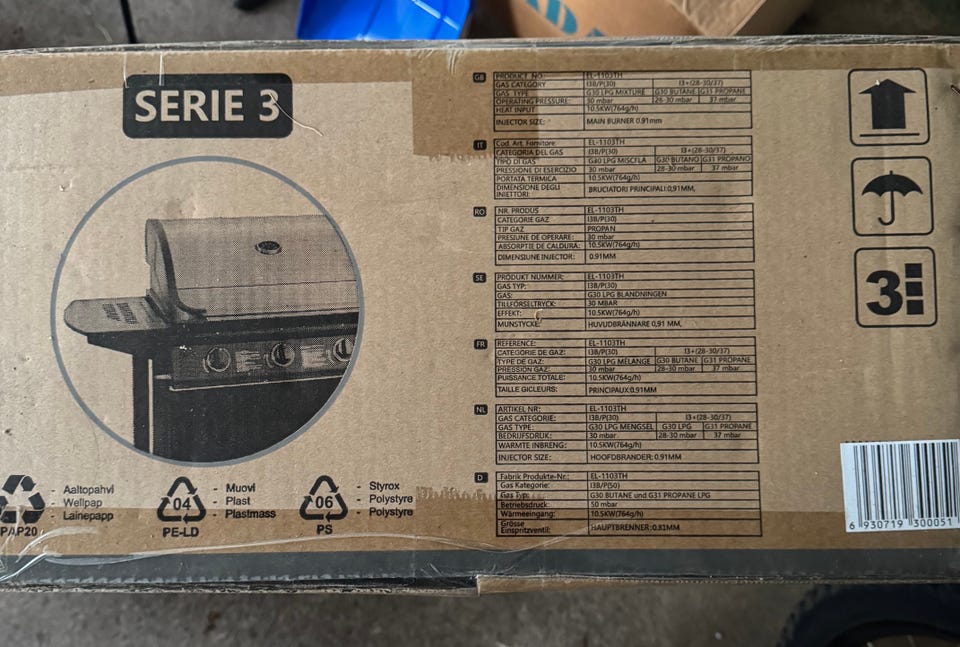 SERIE 3
GB
PRODUCT NO: EL-1103TH
GAS CATEGORY I3B/P(30) I3+(28-30/37)
GAS TYPE G30 LPG MIXTURE G30 BUTANE G31 PROPANE
OPERATING PRESSURE: 30 mbar 28-30 mbar 37 mbar
HEAT INPUT 10.5KW(764g/h)
INJECTOR SIZE: MAIN BURNER 0.91mm
IT
Cod. Art. Fornitore: EL-1103TH
CATEGORIA DEL GAS I3B/P(30) I3+(28-30/37)
TIPO DI GAS G30 LPG MISCFLA G30 BUTANO G31 PROPANO
PRESSIONE DI ESERCIZIO 30 mbar 28-30 mbar 37 mbar
PORTATA TERMICA 10.5KW(764g/h)
DIMENSIONE DEGLI INIETTORI: BRUCIATORI PRINCIPALI:0,91MM,
RO
NR. PRODUS EL-1103TH
CATEGORIE GAZ I3B/P(30)
TIP GAZ PROPAN
PRESIUNE DE OPERARE: 30 mbar
ABSORPTIE DE CALDURA: 10.5KW(764g/h)
DIMENSIUNE INJECTOR: 0.91MM
SE
PRODUKT NUMMER: EL-1103TH
GAS TYP: I3B/P(30)
GAS: G30 LPG BLANDNINGEN
TILLFÖRSELTRYCK: 30 MBAR
EFFEKT: 10.5KW(764g/h)
MUNSTYCKE: HUVUDBRÄNNARE 0,91 MM,
FR
REFERENCE: EL-1103TH
CATEGORIE DE GAZ: I3B/P(30) I3+(28-30/37)
TYPE DE GAZ: G30 LPG MELANGE G30 BUTANE G31 PROPANE
PRESSION GAZ: 30 mbar 28-30 mbar 37 mbar
PUISSANCE TOTALE: 10.5KW(764g/h)
TAILLE GICLEURS: PRINCIPAUX:0.91MM
NL
ARTIKEL NR: EL-1103TH
GAS CATEGORIE: I3B/P(30) I3+(28-30/37)
GAS TYPE: G30 LPG MENGSEL G30 LPG G31 PROPANE
BEDRIJFSDRUK: 30 mbar 28-30 mbar 37 mbar
WARMTE INBRENG: 10.5KW(764g/h)
INJECTOR SIZE: HOOFDBRANDER: 0.91MM
D
Fabrik Produkte-Nr.: EL-1103TH
Gas Kategorie: I3B/P(50)
Gas Typ: G30 BUTANE und G31 PROPANE LPG
Betriebsdruck: 50 mbar
Wärmeeingang: 10.5KW(764g/h)
Grösse Einspritzventil: HAUPTBRENNER: 0.81MM
3
PAP20
- Aaltopahvi
- Wellpap
- Lainepapp
04
PE-LD
- Muovi
- Plast
- Plastmass
06
PS
- Styrox
- Polystyre
- Polystyre
6 930719 300051